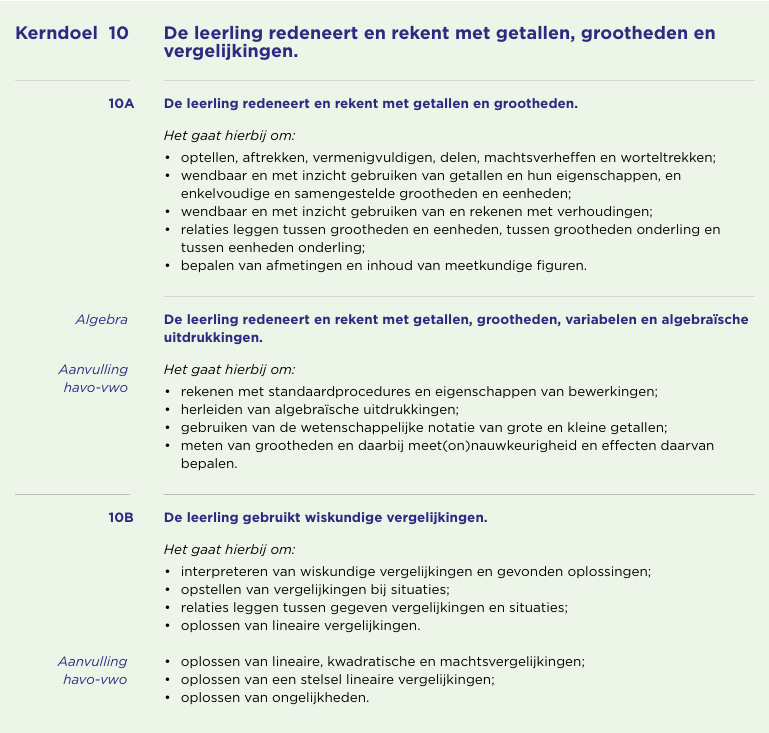 Kerndoel 10
De leerling redeneert en rekent met getallen, grootheden en
vergelijkingen.
10A
De leerling redeneert en rekent met getallen en grootheden.
Het gaat hierbij om:
• optellen, aftrekken, vermenigvuldigen, delen, machtsverheffen en worteltrekken;
• wendbaar en met inzicht gebruiken van getallen en hun eigenschappen, en
enkelvoudige en samengestelde grootheden en eenheden;
• wendbaar en met inzicht gebruiken van en rekenen met verhoudingen;
• relaties leggen tussen grootheden en eenheden, tussen grootheden onderling en
tussen eenheden onderling;
• bepalen van afmetingen en inhoud van meetkundige figuren.
Algebra
De leerling redeneert en rekent met getallen, grootheden, variabelen en algebraïsche
uitdrukkingen.
Aanvulling
havo-vwo
Het gaat hierbij om:
• rekenen met standaardprocedures en eigenschappen van bewerkingen;
• herleiden van algebraïsche uitdrukkingen;
• gebruiken van de wetenschappelijke notatie van grote en kleine getallen;
• meten van grootheden en daarbij meet(on)nauwkeurigheid en effecten daarvan
bepalen.
10B
De leerling gebruikt wiskundige vergelijkingen.
Het gaat hierbij om:
• interpreteren van wiskundige vergelijkingen en gevonden oplossingen;
• opstellen van vergelijkingen bij situaties;
• relaties leggen tussen gegeven vergelijkingen en situaties;
• oplossen van lineaire vergelijkingen.
Aanvulling
havo-vwo
• oplossen van lineaire, kwadratische en machtsvergelijkingen;
• oplossen van een stelsel lineaire vergelijkingen;
• oplossen van ongelijkheden.